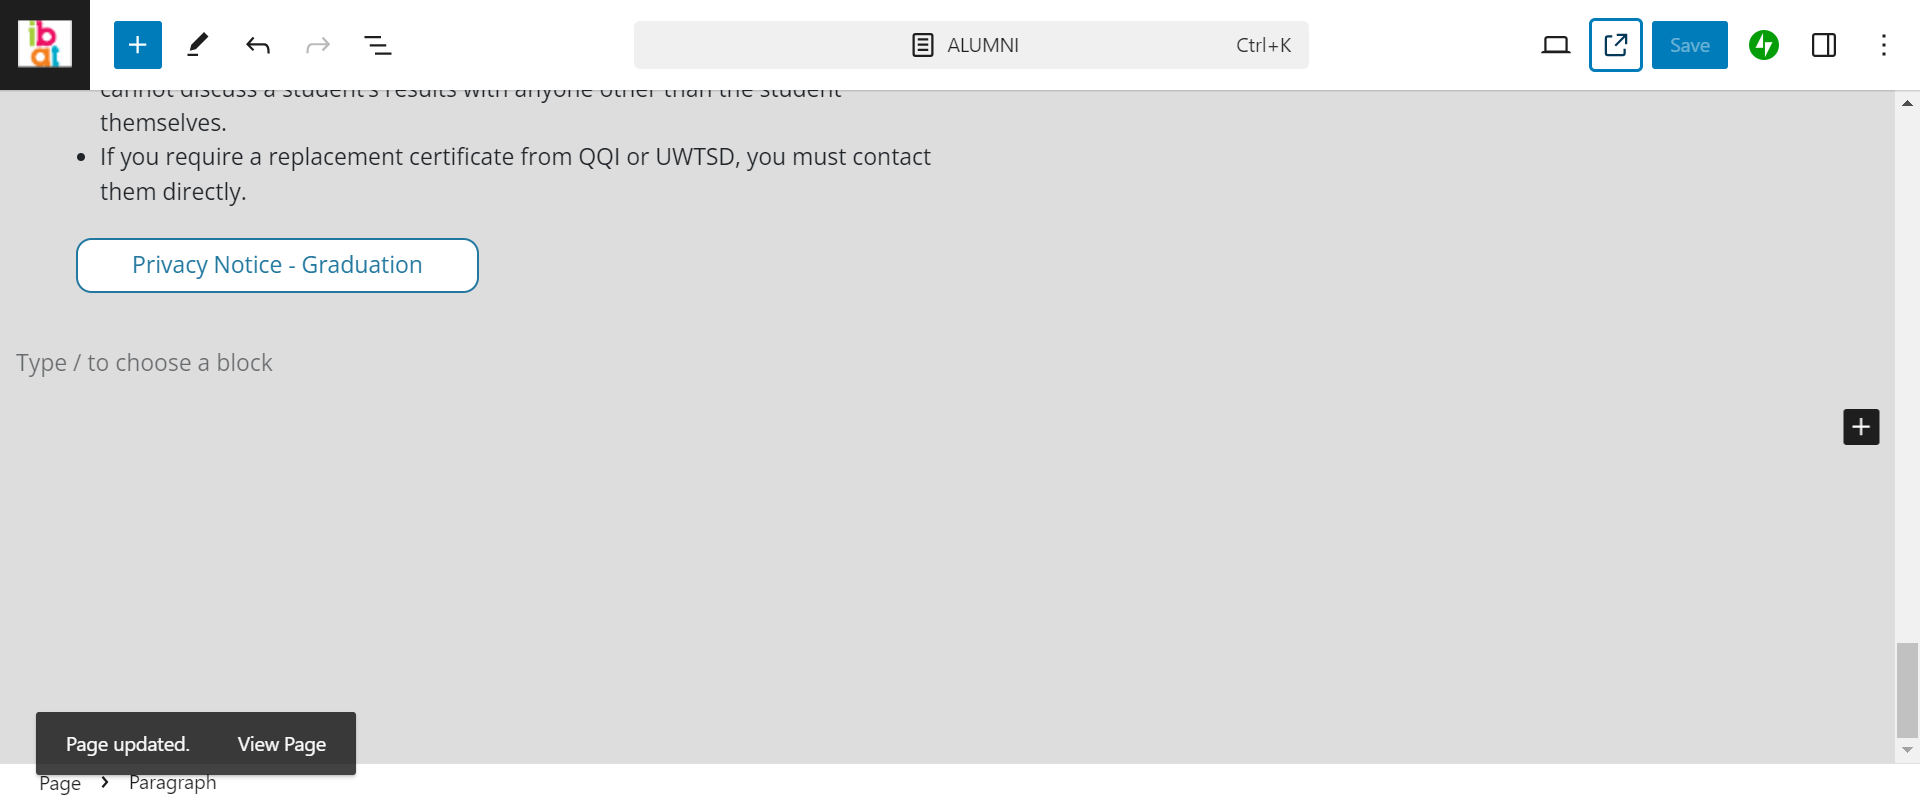 ib
at
ALUMNI
Ctrl+K
Save
cannot discuss a student's results with anyone other than the student
themselves.
• If you require a replacement certificate from QQI or UWTSD, you must contact
them directly.
Privacy Notice - Graduation
Type / to choose a block
Page updated.
View Page
Page
Paragraph